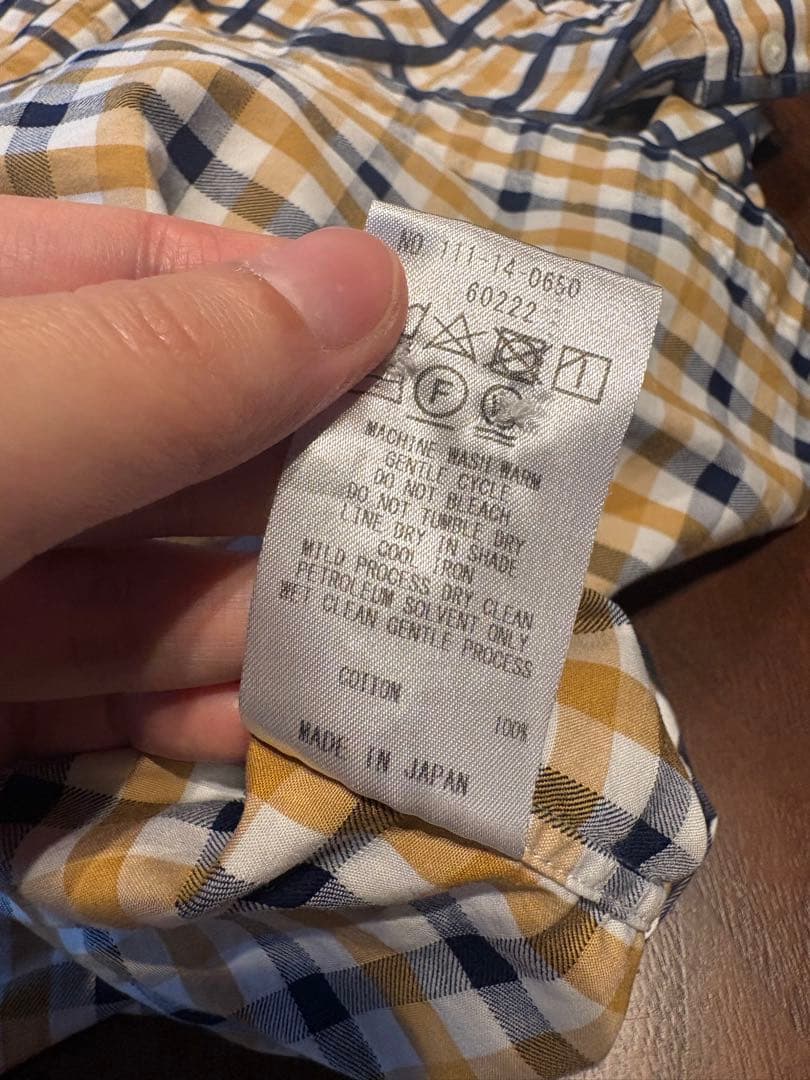 NO 111-14-0650
60222
F
MACHINE WASH WARM
GENTLE CYCLE
DO NOT BLEACH
DO NOT TUMBLE DRY
LINE DRY IN SHADE
COOL IRON
MILD PROCESS DRY CLEAN
PETROLEUM SOLVENT ONLY
WET CLEAN GENTLE PROCESS
COTTON 100%
MADE IN JAPAN